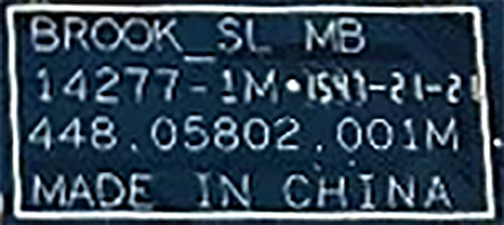 BROOK_SL MB
14277-1M
448.05802.001M
MADE IN CHINA